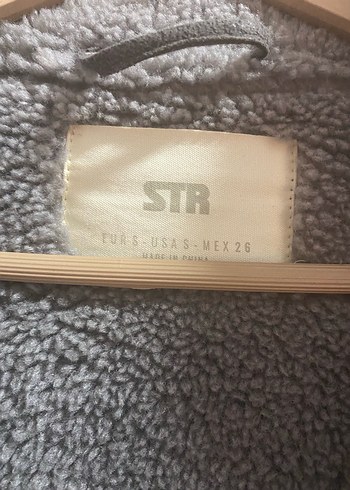 STR
EUR S - USA S - MEX 26
MADE IN CHINA